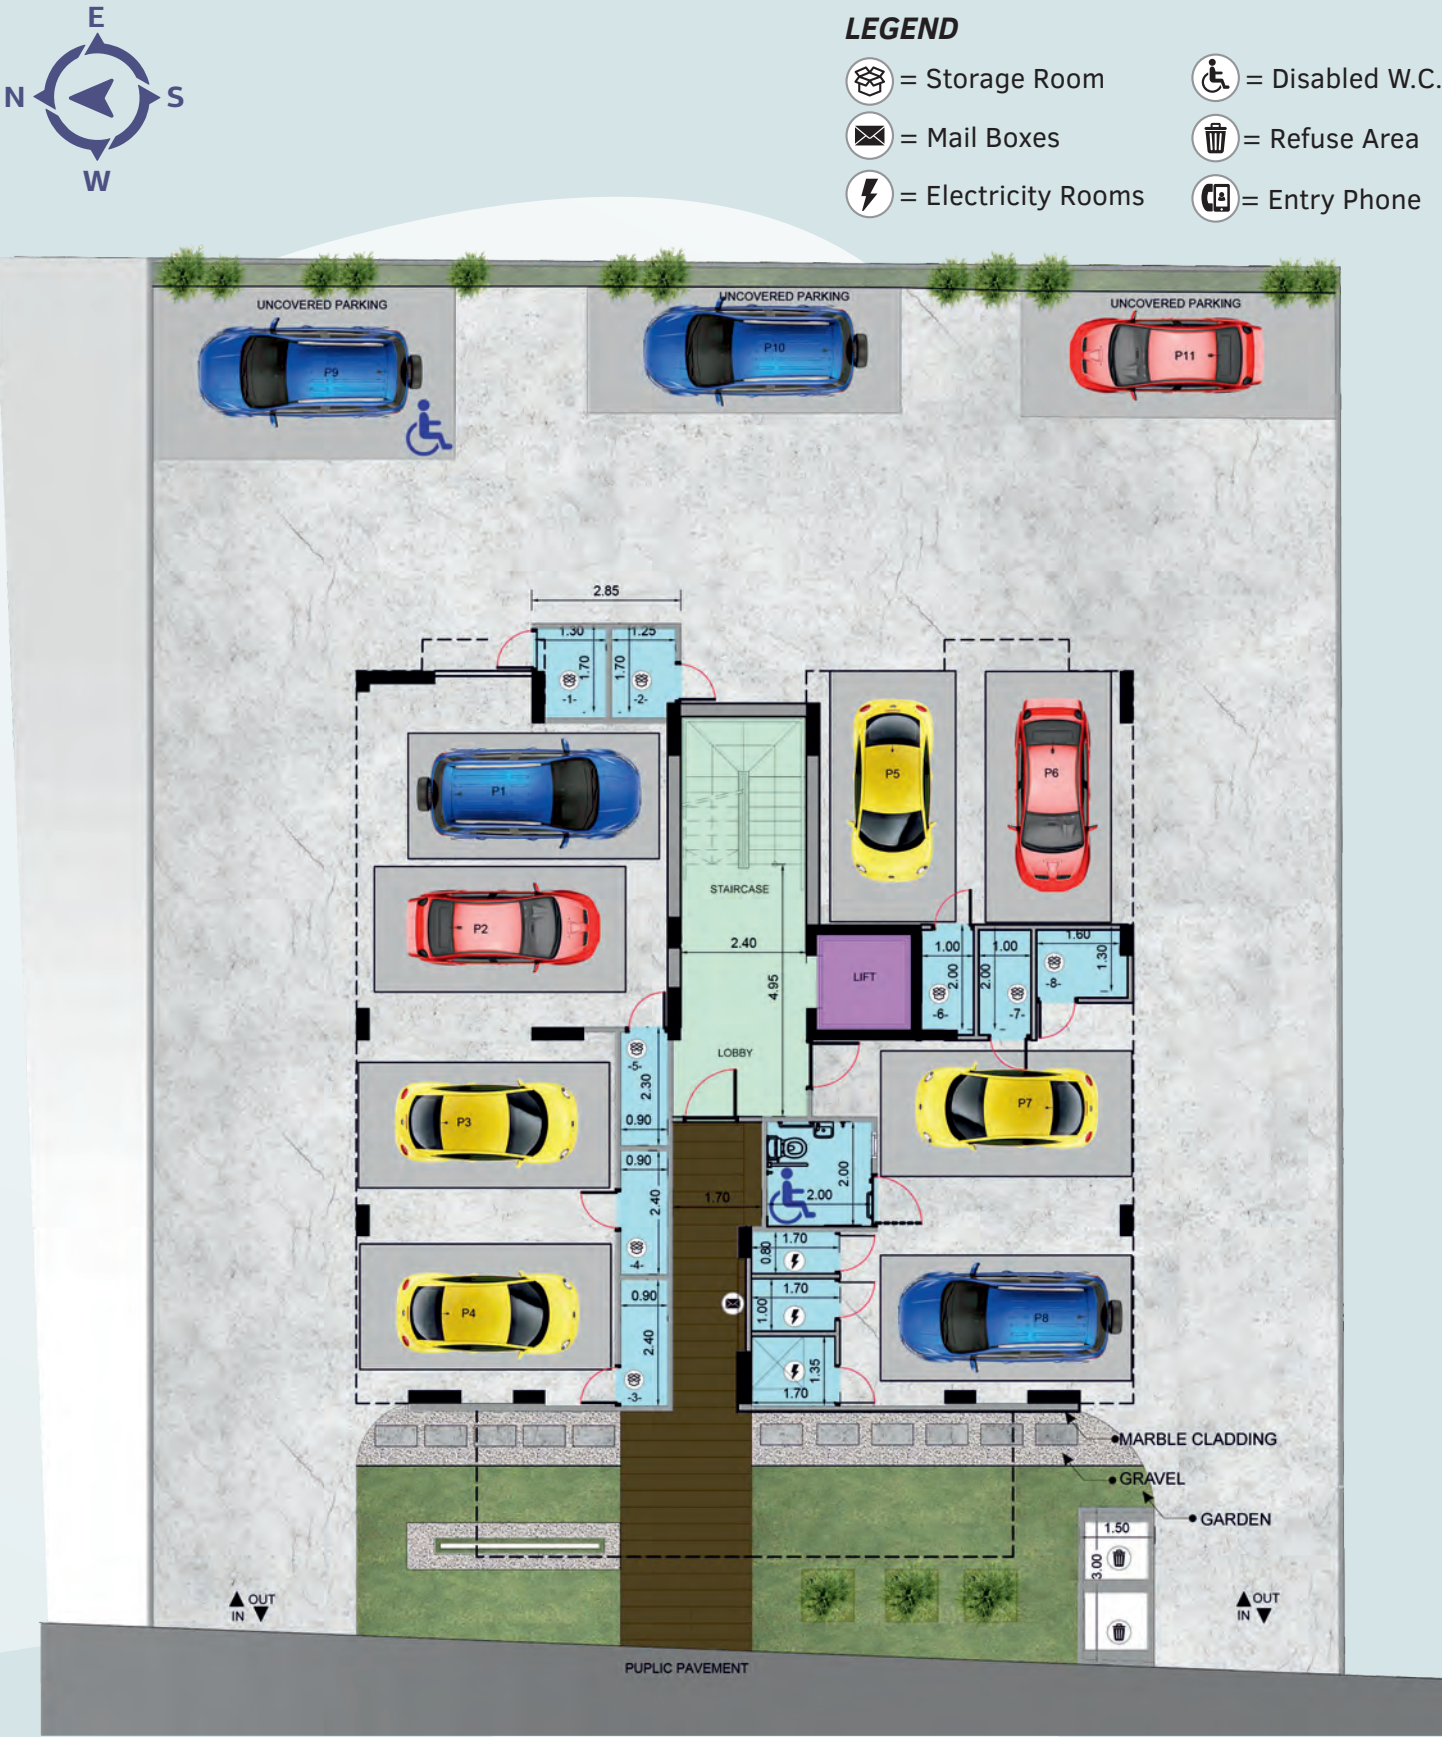 E
N
S
W
LEGEND
= Storage Room
= Disabled W.C.
= Mail Boxes
= Refuse Area
= Electricity Rooms
= Entry Phone
UNCOVERED PARKING
UNCOVERED PARKING
UNCOVERED PARKING
P9
P10
P11
2.85
1.30
1.25
1.70
1.70
-1-
-2-
P1
P5
P6
STAIRCASE
P2
2.40
4.95
LIFT
1.00
2.00
-6-
1.00
2.00
-7-
1.60
1.30
-8-
LOBBY
-5-
2.30
0.90
P3
P7
0.90
2.40
-4-
1.70
2.00
2.00
1.70
0.80
1.70
1.00
1.35
1.70
P4
P8
0.90
2.40
-3-
MARBLE CLADDING
GRAVEL
GARDEN
1.50
3.00
OUT
IN
OUT
IN
PUPLIC PAVEMENT